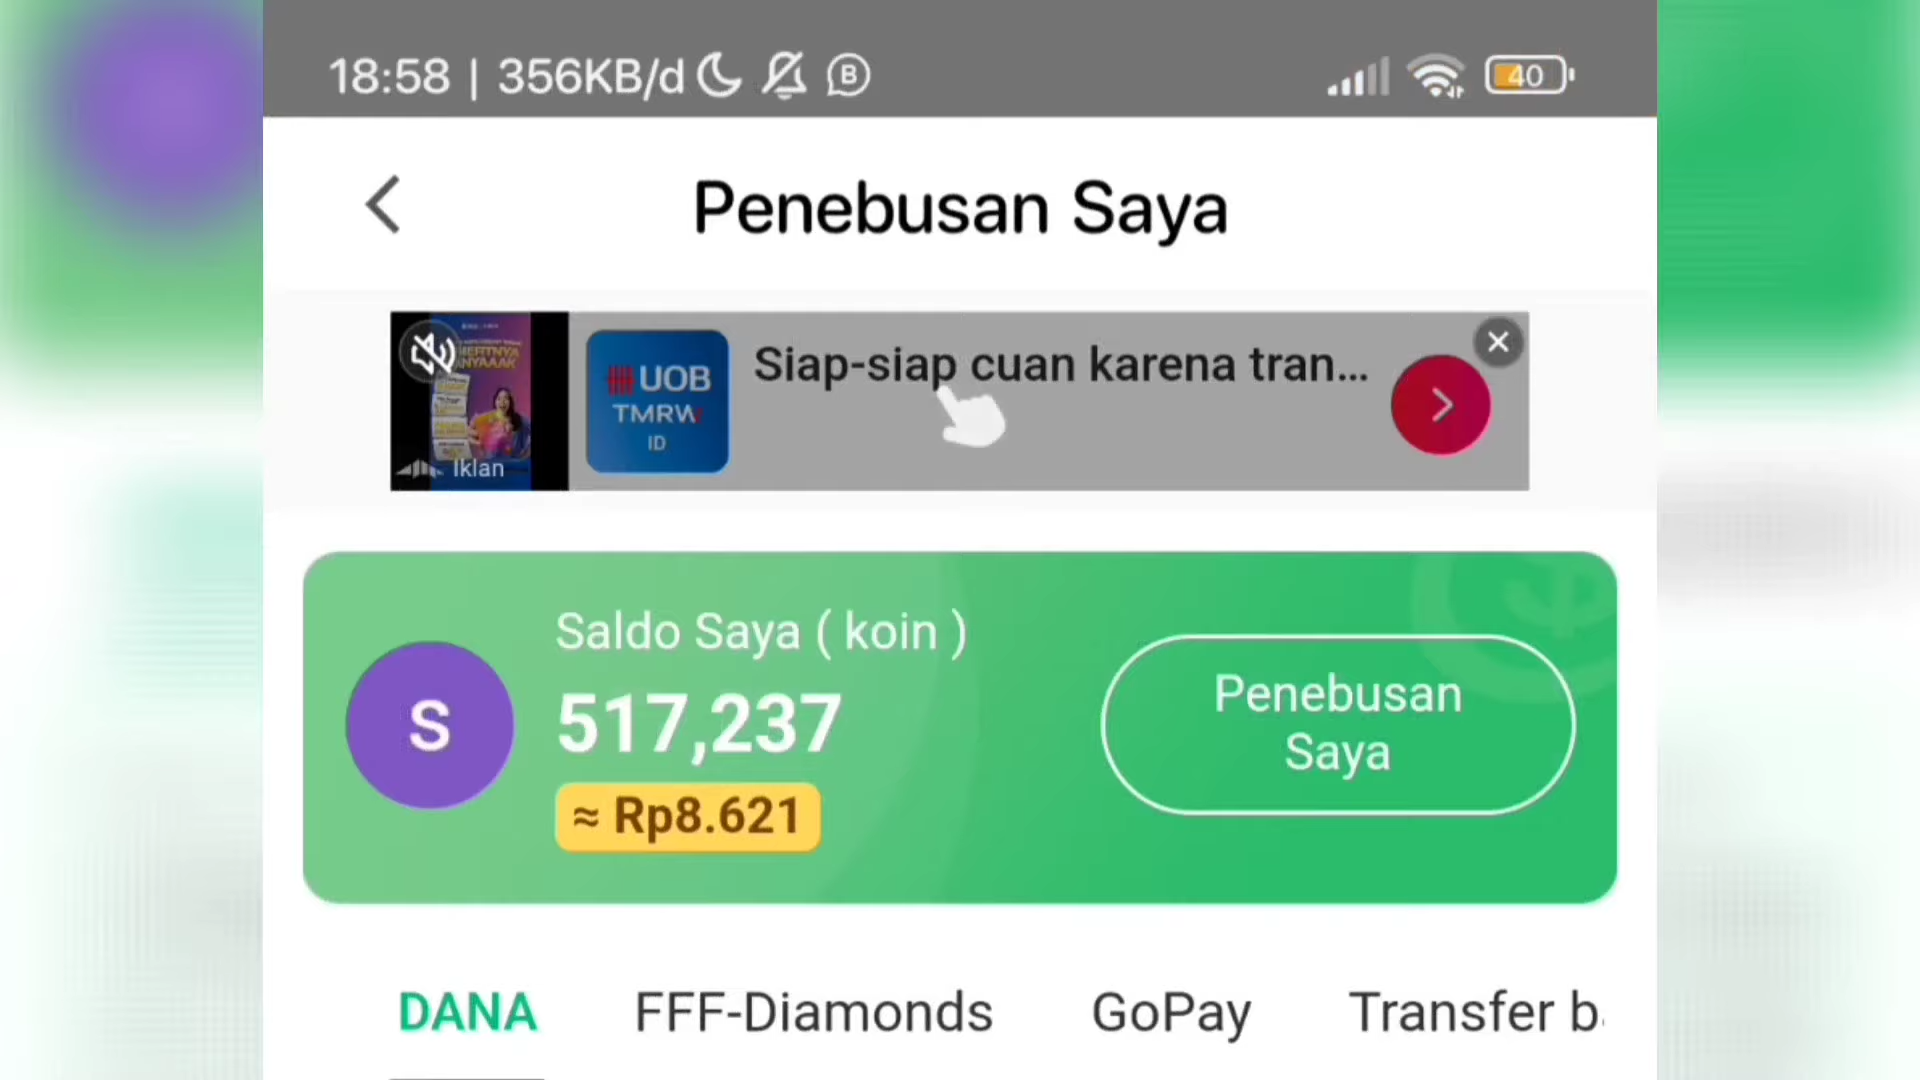 18:58 | 356KB/d
B
40
Penebusan Saya
Iklan
UOB
TMRW
ID
Siap-siap cuan karena tran...
Saldo Saya ( koin )
S
517,237
≈ Rp8.621
Penebusan
Saya
DANA
FFF-Diamonds
GoPay
Transfer b